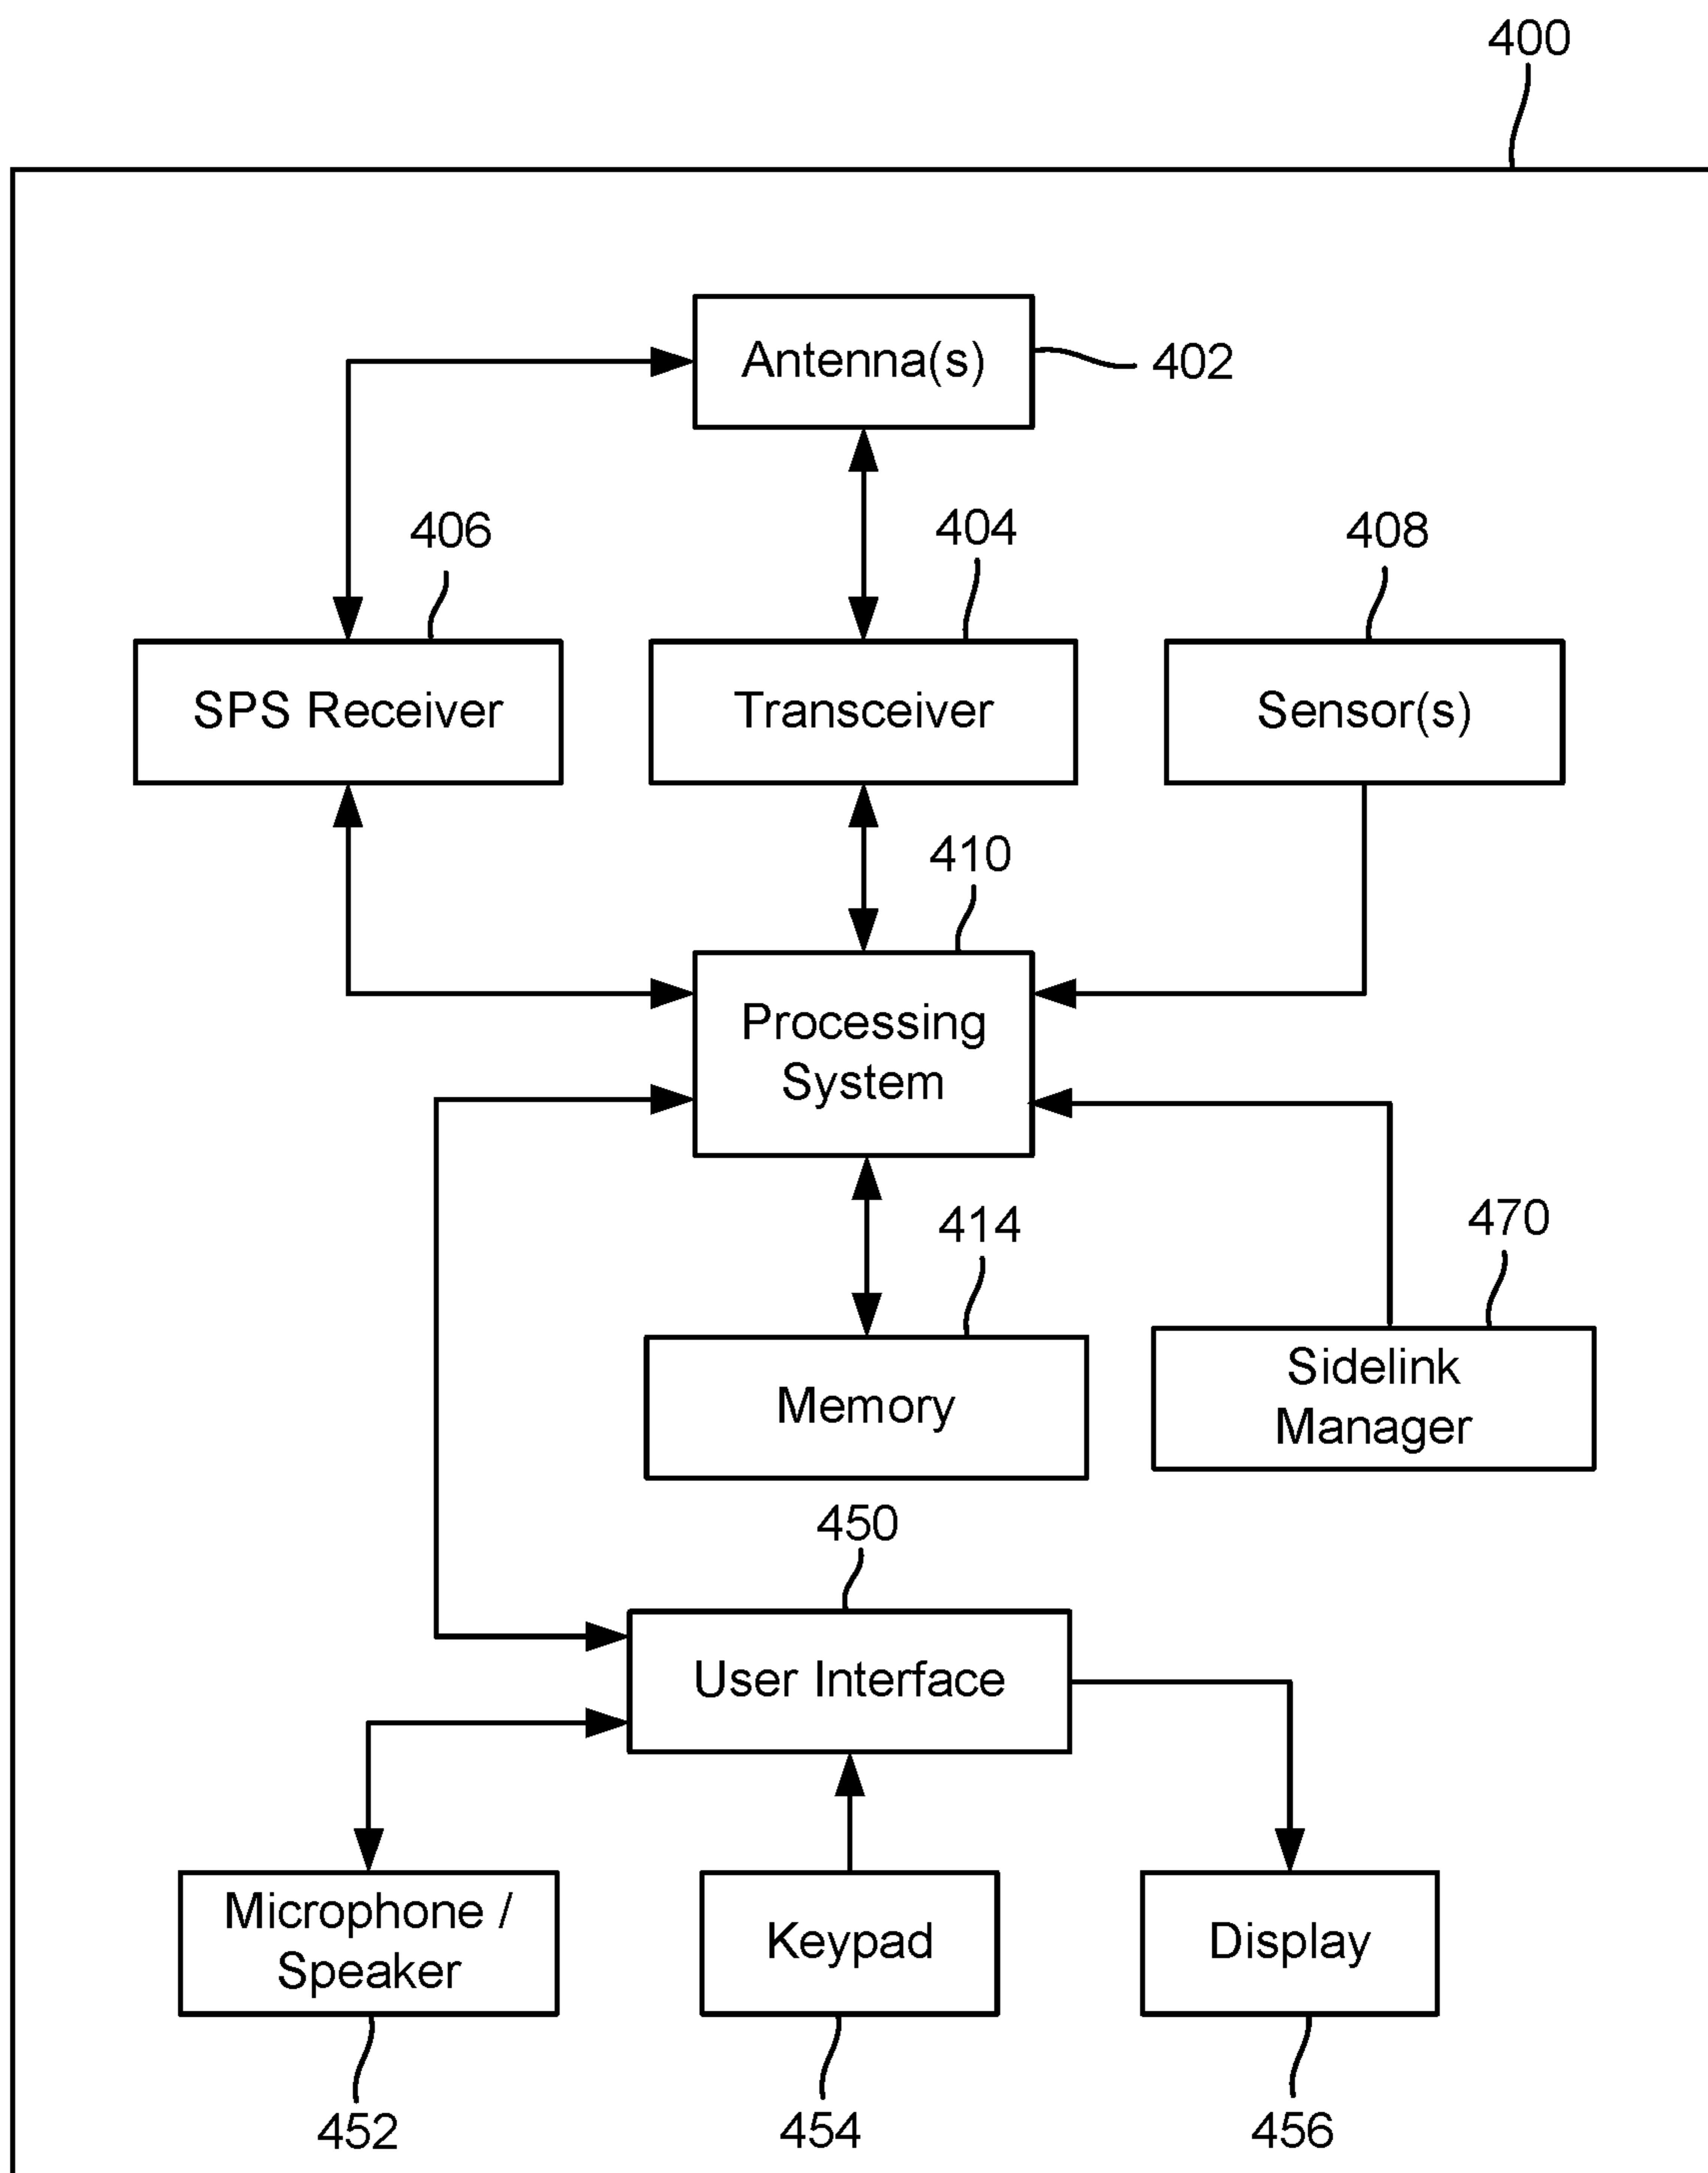 400
Antenna(s)
402
406
404
408
SPS Receiver
Transceiver
Sensor(s)
410
Processing
System
414
470
Memory
Sidelink
Manager
450
User Interface
Microphone /
Speaker
Keypad
Display
452
454
456